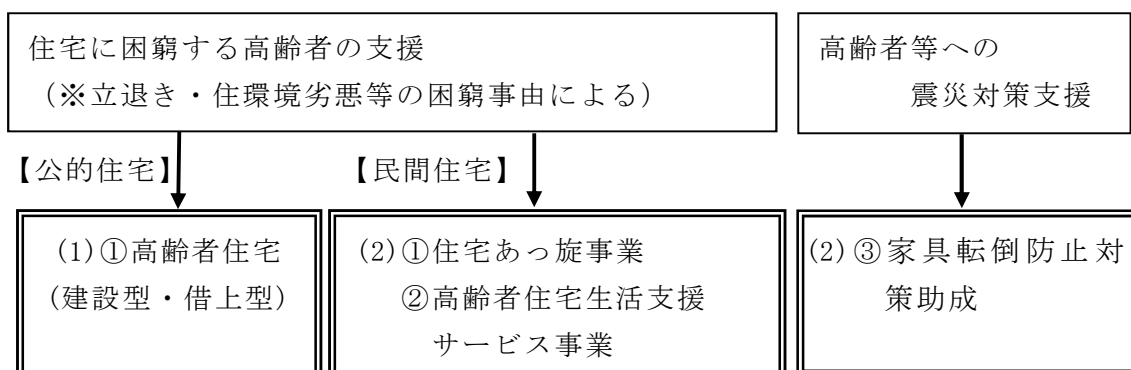 住宅に困窮する高齢者の支援
（※立退き・住環境劣悪等の困窮事由による）
高齢者等への
震災対策支援
【公的住宅】
【民間住宅】
(1)①高齢者住宅
(建設型・借上型)
(2)①住宅あっ旋事業
②高齢者住宅生活支援
サービス事業
(2)③家具転倒防止対
策助成